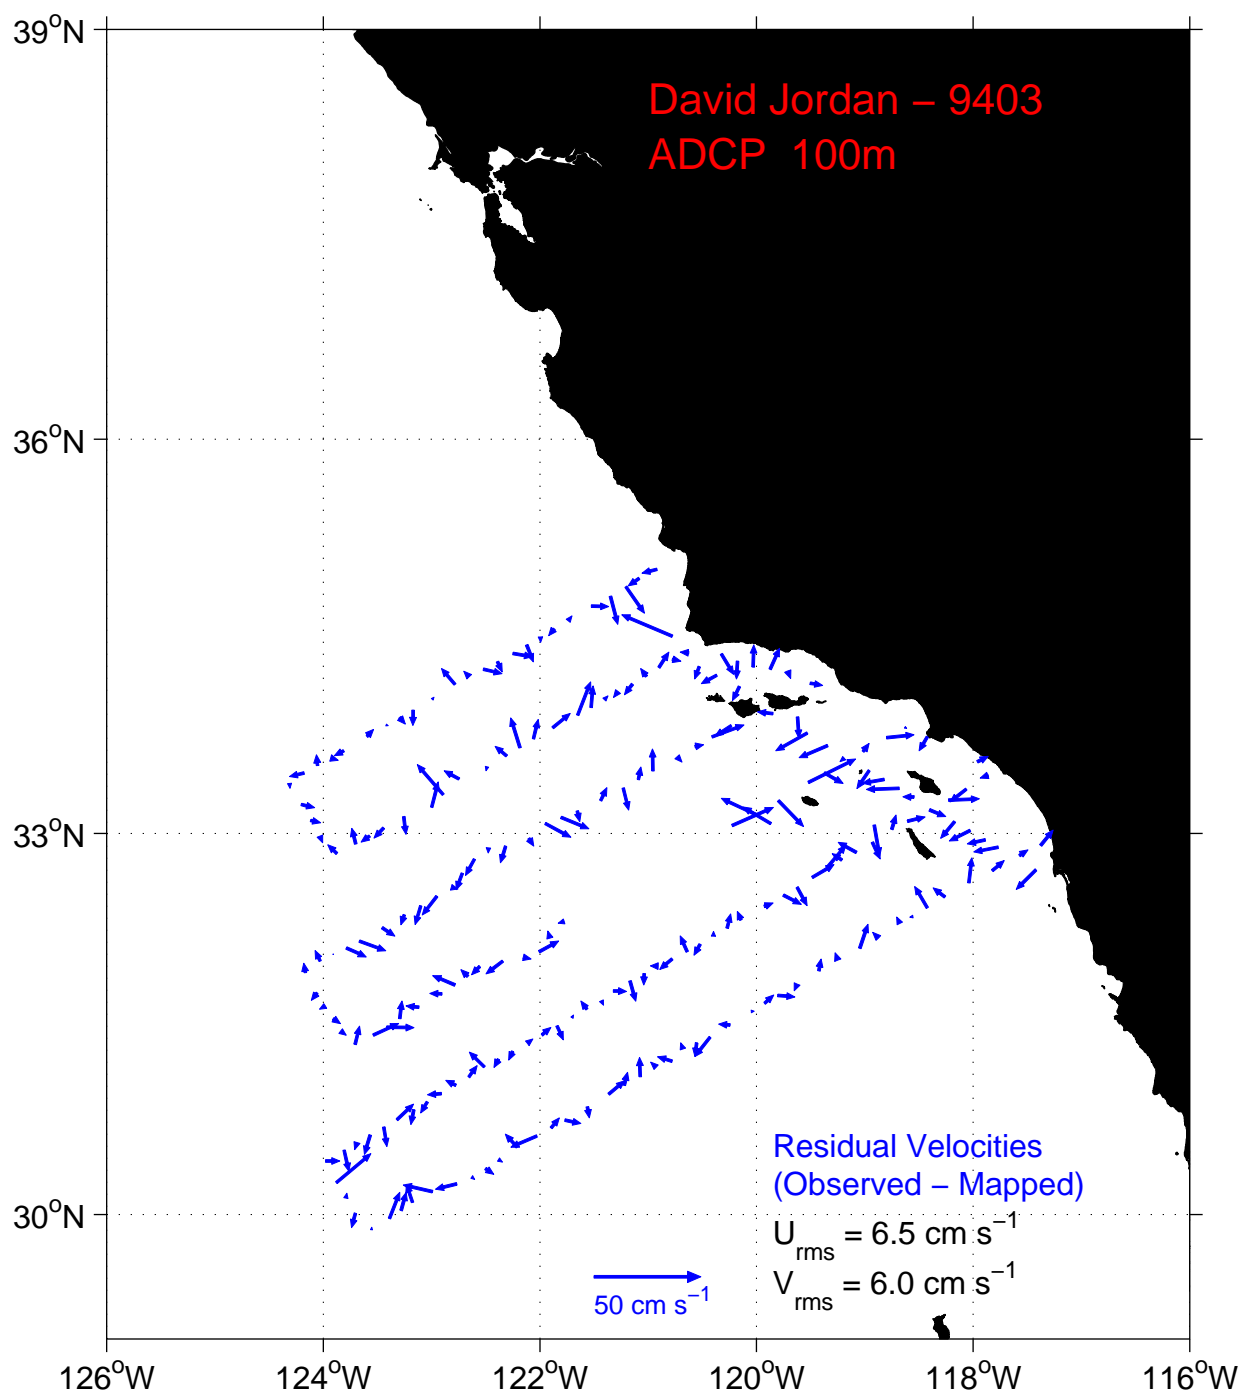 39°N
David Jordan – 9403
ADCP 100m
36°N
33°N
Residual Velocities
(Observed – Mapped)
30°N
U_rms = 6.5 cm s⁻¹
V_rms = 6.0 cm s⁻¹
50 cm s⁻¹
126°W 124°W 122°W 120°W 118°W 116°W